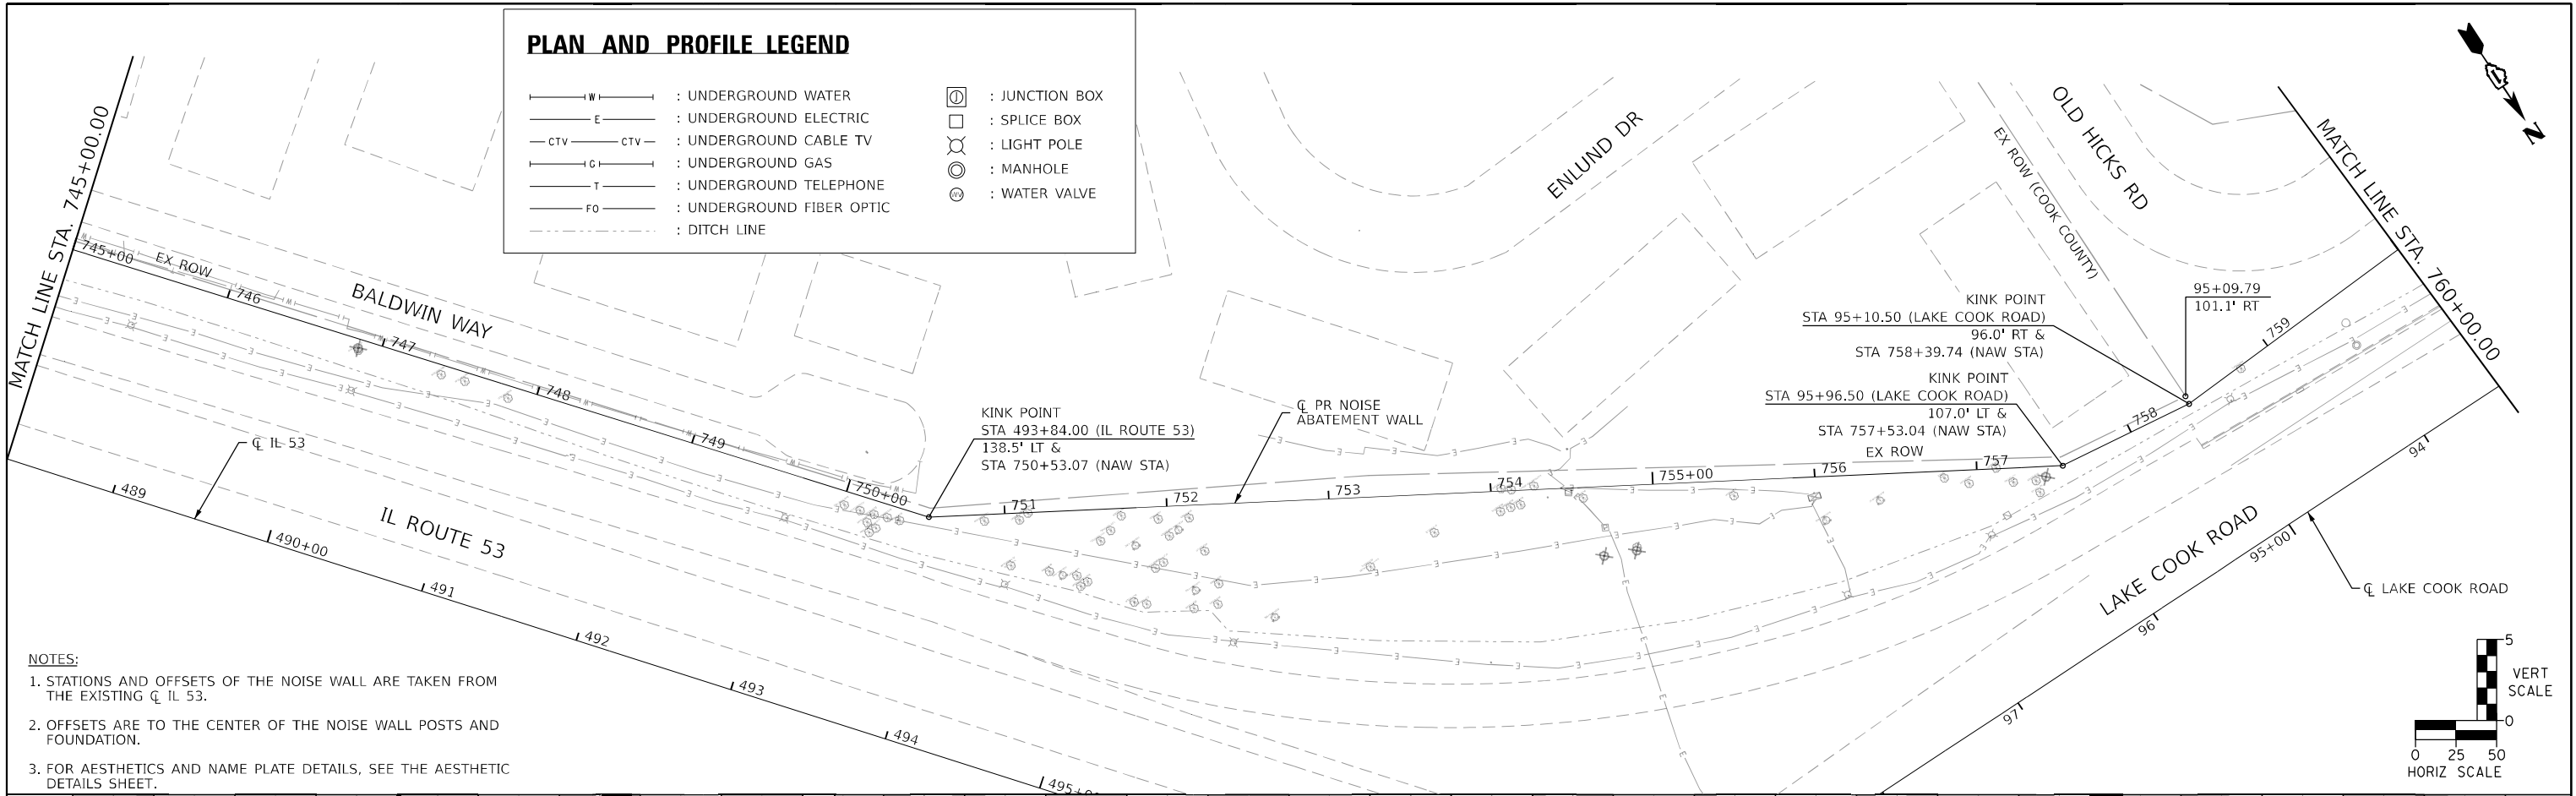 PLAN AND PROFILE LEGEND
W : UNDERGROUND WATER
E : UNDERGROUND ELECTRIC
CTV CTV : UNDERGROUND CABLE TV
G : UNDERGROUND GAS
T : UNDERGROUND TELEPHONE
FO : UNDERGROUND FIBER OPTIC
: DITCH LINE
: JUNCTION BOX
: SPLICE BOX
: LIGHT POLE
: MANHOLE
WV : WATER VALVE
MATCH LINE STA. 745+00.00
745+00
EX ROW
746
747
748
749
750+00
BALDWIN WAY
℄ IL 53
IL ROUTE 53
489
490+00
491
492
493
494
KINK POINT
STA 493+84.00 (IL ROUTE 53)
138.5' LT &
STA 750+53.07 (NAW STA)
751
752
753
754
755+00
756
757
758
759
℄ PR NOISE
ABATEMENT WALL
EX ROW
ENLUND DR
EX ROW (COOK COUNTY)
OLD HICKS RD
KINK POINT
STA 95+10.50 (LAKE COOK ROAD)
96.0' RT &
STA 758+39.74 (NAW STA)
KINK POINT
STA 95+96.50 (LAKE COOK ROAD)
107.0' LT &
STA 757+53.04 (NAW STA)
95+09.79
101.1' RT
MATCH LINE STA. 760+00.00
N
94
95+00
96
97
LAKE COOK ROAD
℄ LAKE COOK ROAD
NOTES:
1. STATIONS AND OFFSETS OF THE NOISE WALL ARE TAKEN FROM
THE EXISTING ℄ IL 53.
2. OFFSETS ARE TO THE CENTER OF THE NOISE WALL POSTS AND
FOUNDATION.
3. FOR AESTHETICS AND NAME PLATE DETAILS, SEE THE AESTHETIC
DETAILS SHEET.
5
VERT
SCALE
0
0 25 50
HORIZ SCALE